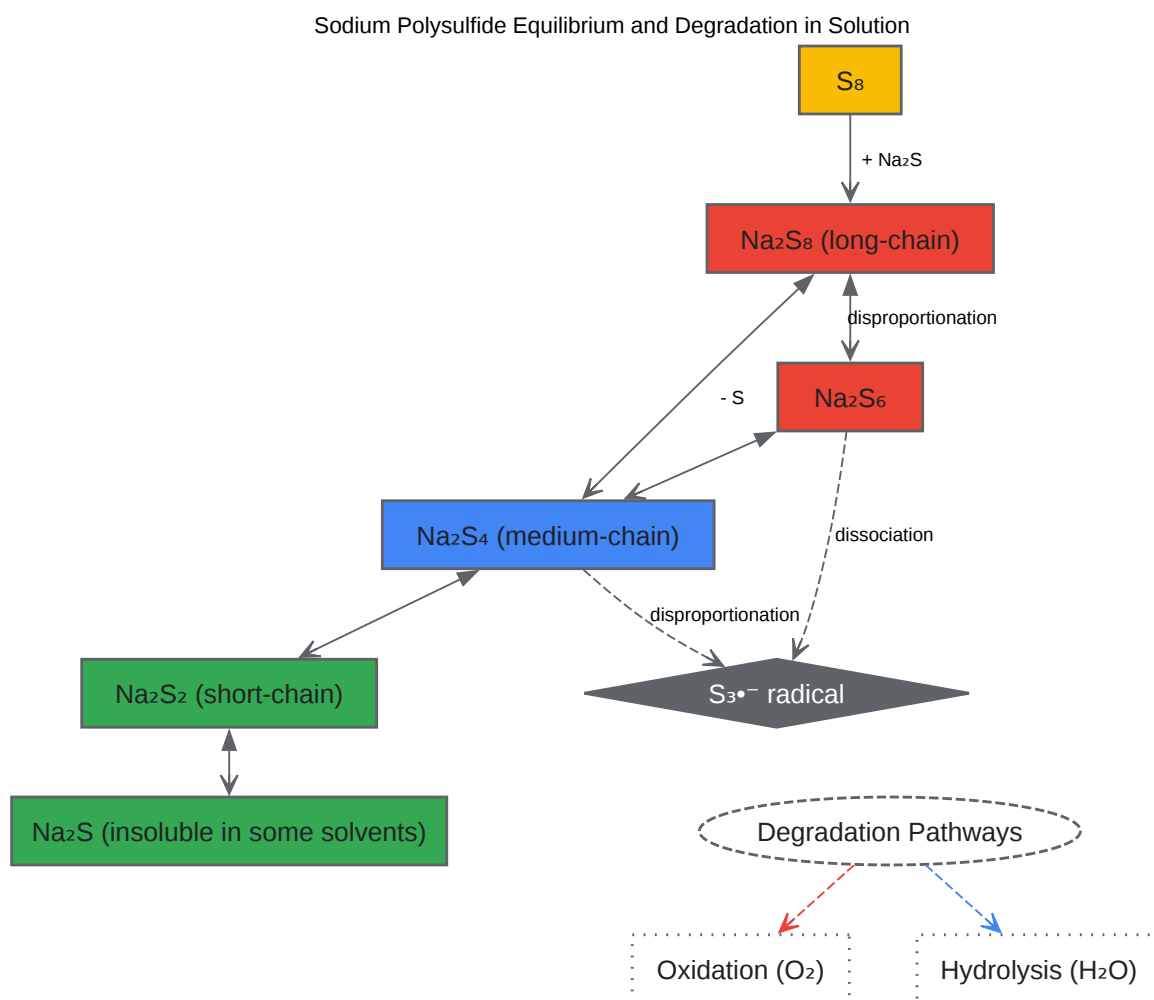 Sodium Polysulfide Equilibrium and Degradation in Solution
S₈
+ Na₂S
Na₂S₈ (long-chain)
disproportionation
- S
Na₂S₆
Na₂S₄ (medium-chain)
dissociation
disproportionation
Na₂S₂ (short-chain)
S₃•⁻ radical
Na₂S (insoluble in some solvents)
Degradation Pathways
Oxidation (O₂)
Hydrolysis (H₂O)